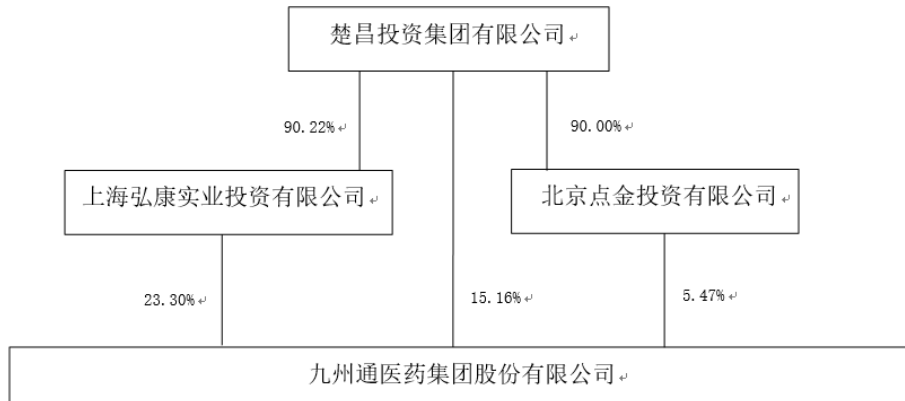 楚昌投资集团有限公司
90.22%
90.00%
上海弘康实业投资有限公司
北京点金投资有限公司
23.30%
15.16%
5.47%
九州通医药集团股份有限公司